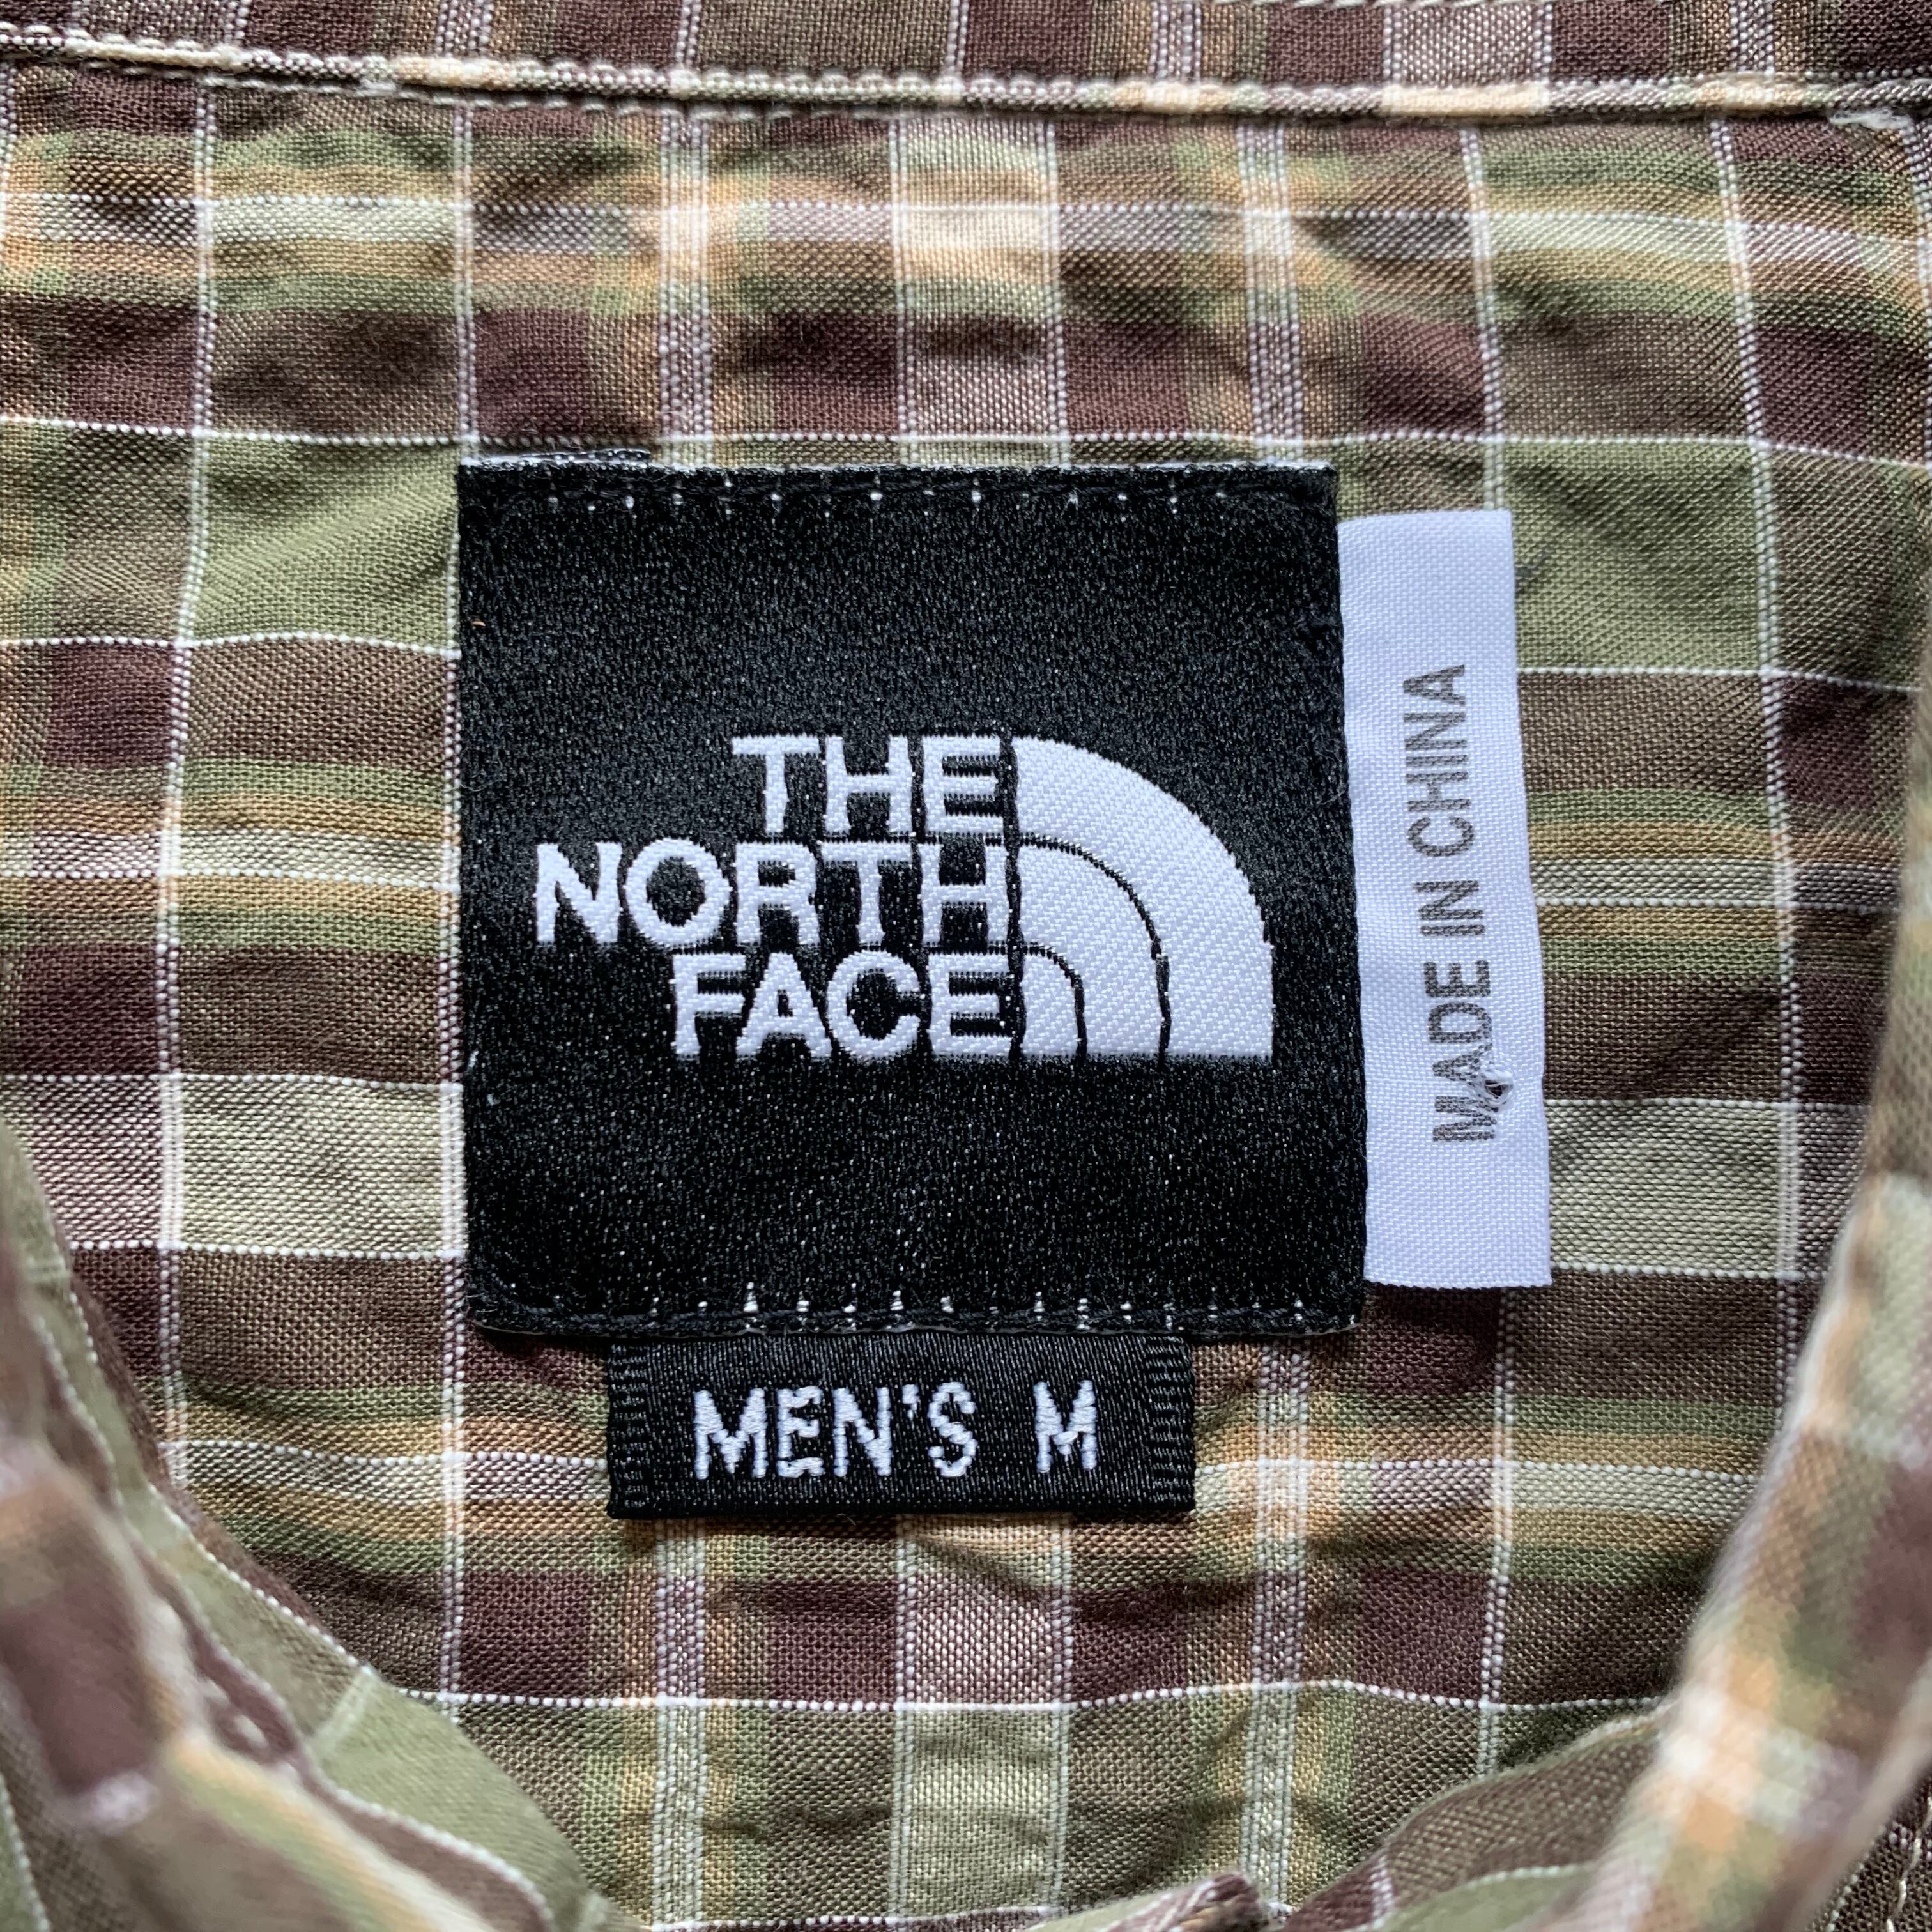 THE
NORTH
FACE
MADE IN CHINA
MEN'S M